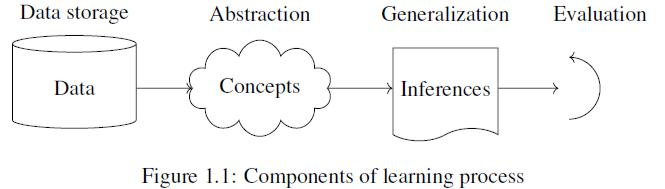 Data storage Abstraction Generalization Evaluation
Data Concepts Inferences
Figure 1.1: Components of learning process